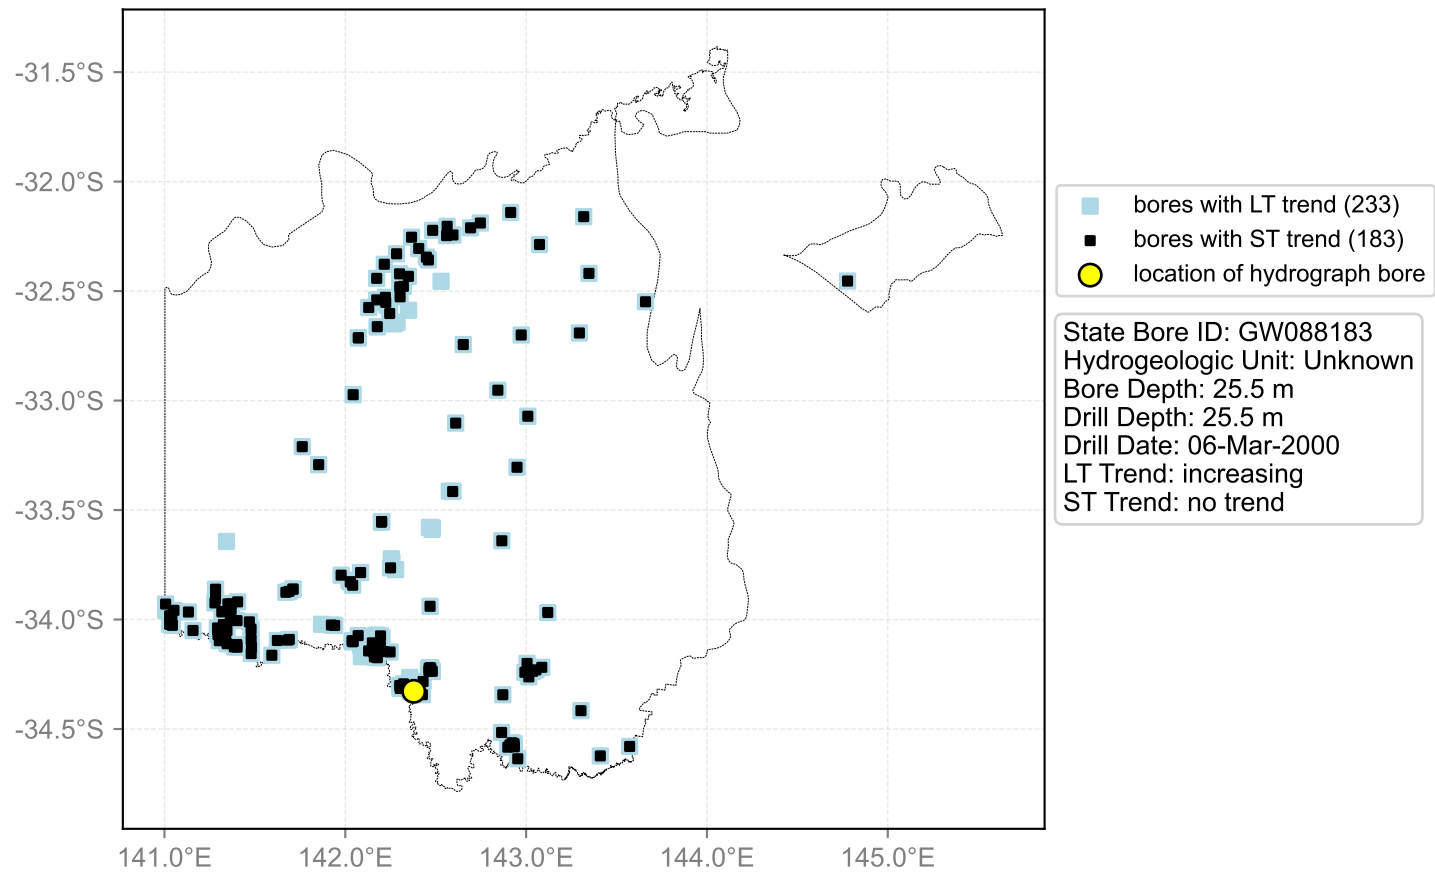 -31.5°S
-32.0°S
-32.5°S
-33.0°S
-33.5°S
-34.0°S
-34.5°S
141.0°E
142.0°E
143.0°E
144.0°E
145.0°E
bores with LT trend (233)
bores with ST trend (183)
location of hydrograph bore
State Bore ID: GW088183
Hydrogeologic Unit: Unknown
Bore Depth: 25.5 m
Drill Depth: 25.5 m
Drill Date: 06-Mar-2000
LT Trend: increasing
ST Trend: no trend